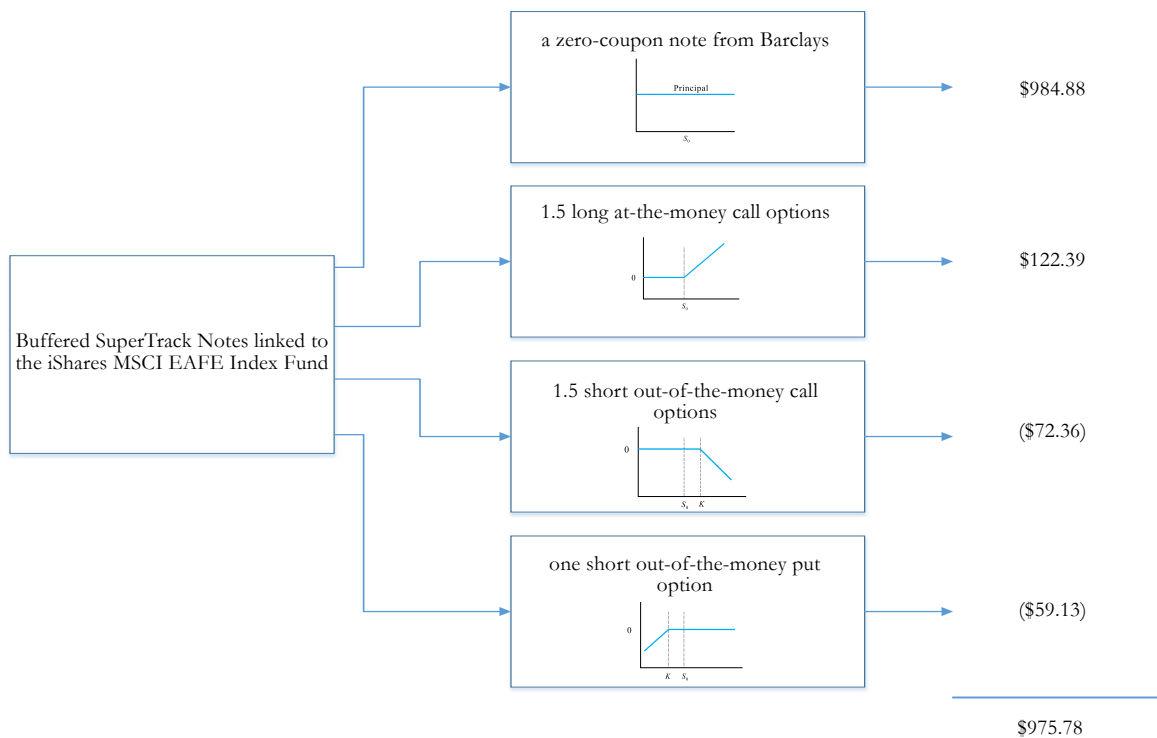 a zero-coupon note from Barclays
Principal
S₀
$984.88
1.5 long at-the-money call options
0
S₀
$122.39
Buffered SuperTrack Notes linked to
the iShares MSCI EAFE Index Fund
1.5 short out-of-the-money call
options
0
S₀ K
($72.36)
one short out-of-the-money put
option
0
K S₀
($59.13)
$975.78